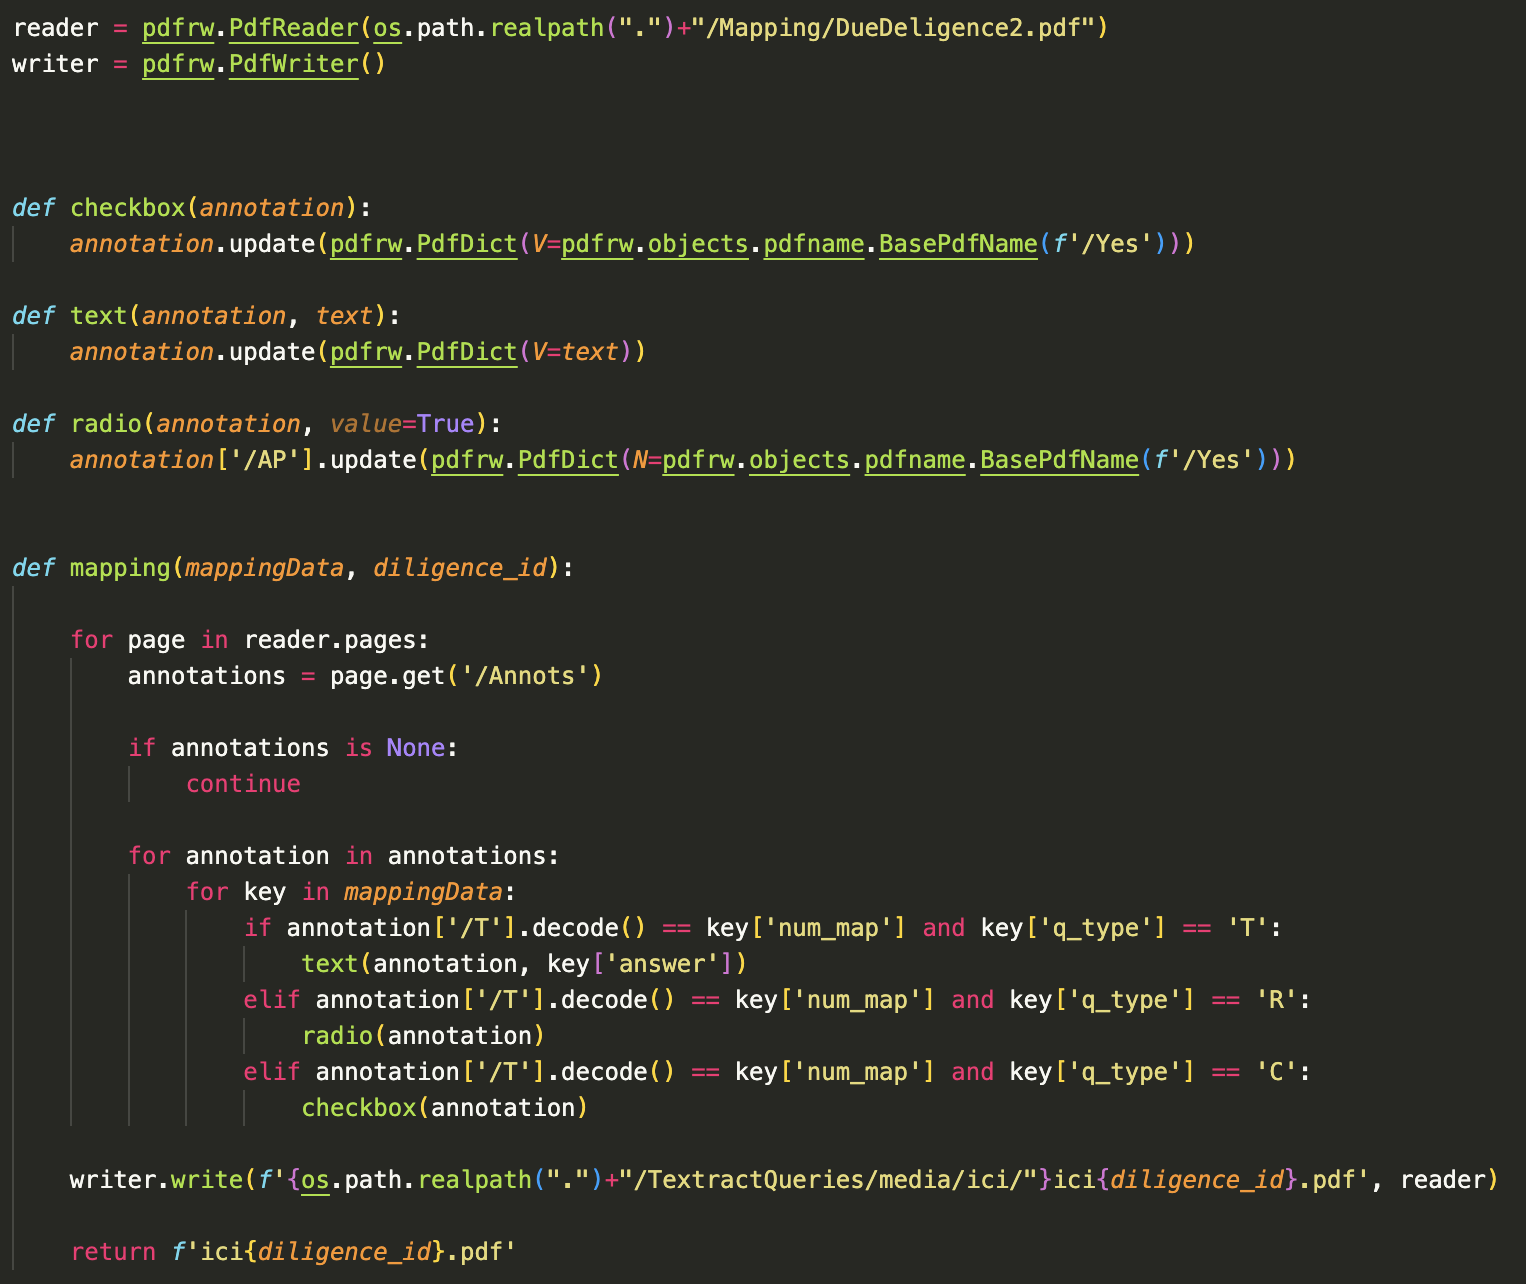 reader = pdfrw.PdfReader(os.path.realpath(".")+"/Mapping/DueDeligence2.pdf")
writer = pdfrw.PdfWriter()
def checkbox(annotation):
    annotation.update(pdfrw.PdfDict(V=pdfrw.objects.pdfname.BasePdfName(f'/Yes')))
def text(annotation, text):
    annotation.update(pdfrw.PdfDict(V=text))
def radio(annotation, value=True):
    annotation['/AP'].update(pdfrw.PdfDict(N=pdfrw.objects.pdfname.BasePdfName(f'/Yes')))
def mapping(mappingData, diligence_id):
    for page in reader.pages:
        annotations = page.get('/Annots')
        if annotations is None:
            continue
        for annotation in annotations:
            for key in mappingData:
                if annotation['/T'].decode() == key['num_map'] and key['q_type'] == 'T':
                    text(annotation, key['answer'])
                elif annotation['/T'].decode() == key['num_map'] and key['q_type'] == 'R':
                    radio(annotation)
                elif annotation['/T'].decode() == key['num_map'] and key['q_type'] == 'C':
                    checkbox(annotation)
    writer.write(f'{os.path.realpath(".")+"/TextractQueries/media/ici/"}ici{diligence_id}.pdf', reader)
    return f'ici{diligence_id}.pdf'